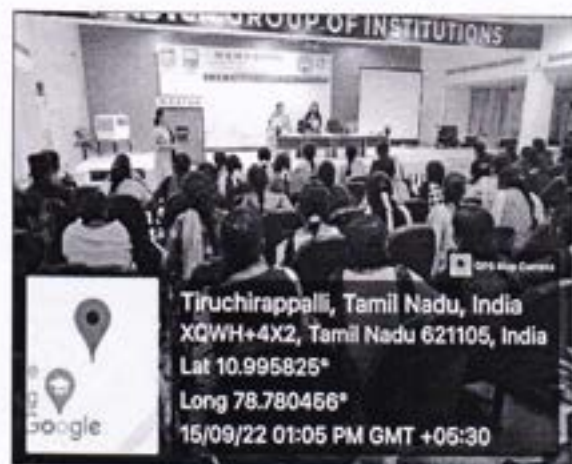 GROUP OF INSTITUTIONS
GPS Map Camera
Tiruchirappalli, Tamil Nadu, India
XQWH+4X2, Tamil Nadu 621105, India
Lat 10.995825°
Long 78.780456°
15/09/22 01:05 PM GMT +05:30
Google